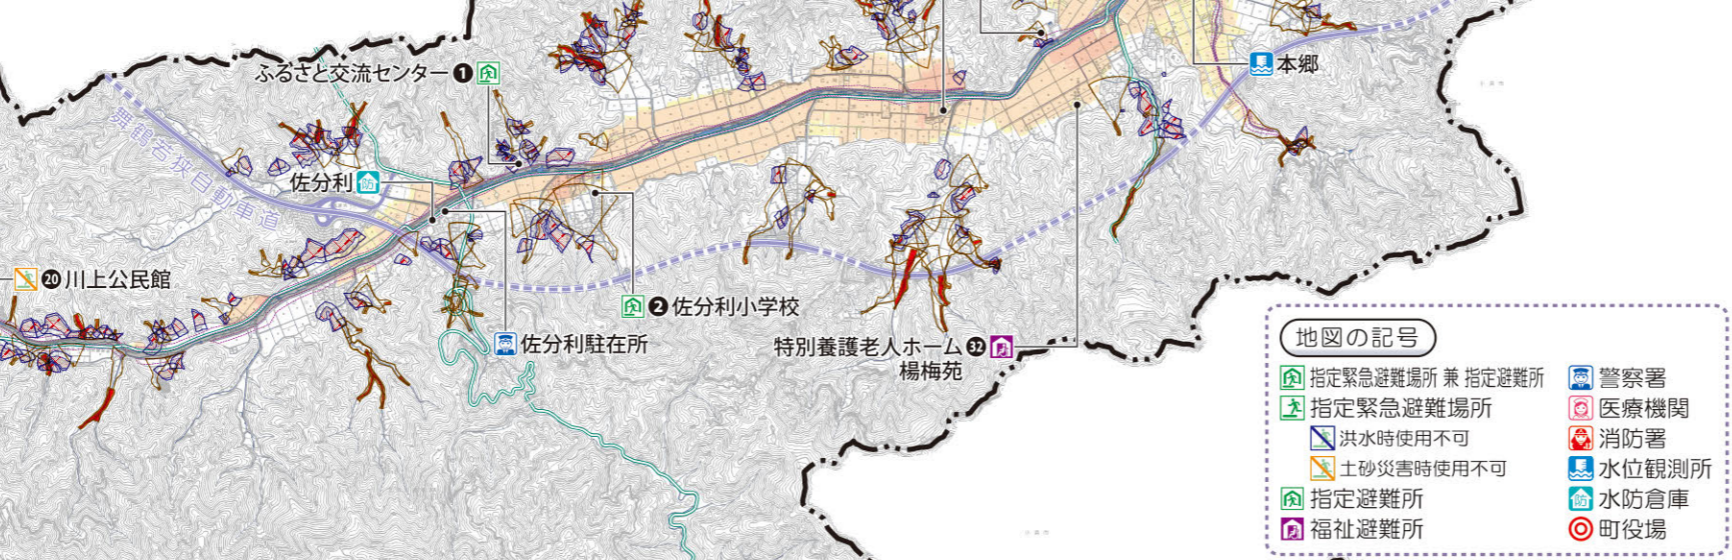 ふるさと交流センター ❶
本郷
舞鶴若狭自動車道
佐分利 防
⓴ 川上公民館
❷ 佐分利小学校
佐分利駐在所
特別養護老人ホーム ㉜
楊梅苑
地図の記号
指定緊急避難場所 兼 指定避難所
指定緊急避難場所
洪水時使用不可
土砂災害時使用不可
指定避難所
福祉避難所
警察署
医療機関
消防署
水位観測所
防 水防倉庫
町役場